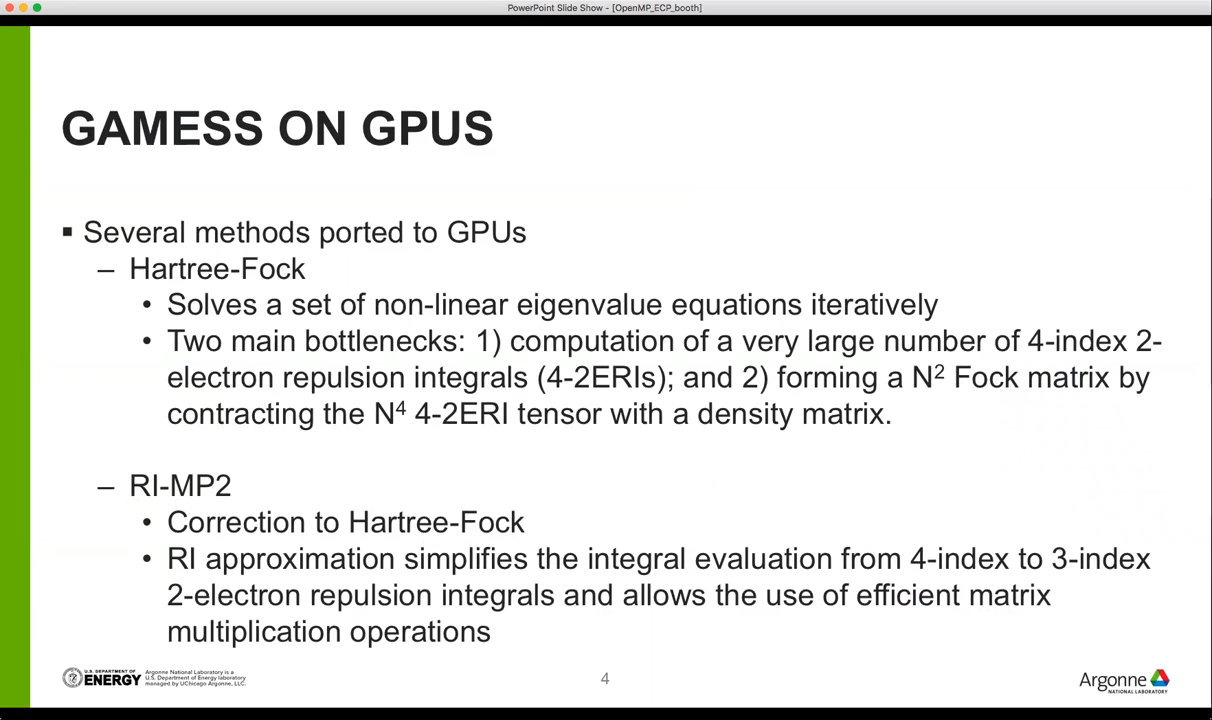 PowerPoint Slide Show - [OpenMP_ECP_booth]
GAMESS ON GPUS
▪ Several methods ported to GPUs
– Hartree-Fock
• Solves a set of non-linear eigenvalue equations iteratively
• Two main bottlenecks: 1) computation of a very large number of 4-index 2-
electron repulsion integrals (4-2ERIs); and 2) forming a N² Fock matrix by
contracting the N⁴ 4-2ERI tensor with a density matrix.
– RI-MP2
• Correction to Hartree-Fock
• RI approximation simplifies the integral evaluation from 4-index to 3-index
2-electron repulsion integrals and allows the use of efficient matrix
multiplication operations
U.S. DEPARTMENT OF
ENERGY
Argonne National Laboratory is a
U.S. Department of Energy laboratory
managed by UChicago Argonne, LLC.
4
Argonne
NATIONAL LABORATORY